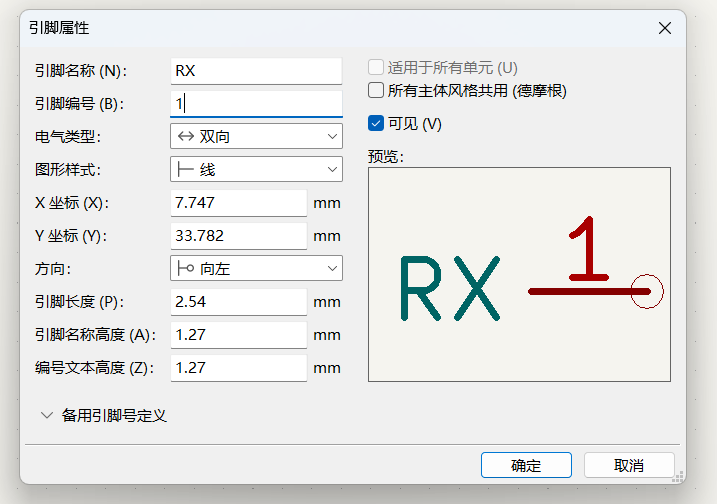 引脚属性
引脚名称 (N)： RX
引脚编号 (B)： 1
电气类型： 双向
图形样式： 线
X 坐标 (X)： 7.747 mm
Y 坐标 (Y)： 33.782 mm
方向： 向左
引脚长度 (P)： 2.54 mm
引脚名称高度 (A)： 1.27 mm
编号文本高度 (Z)： 1.27 mm
备用引脚号定义
适用于所有单元 (U)
所有主体风格共用 (德摩根)
可见 (V)
预览：
RX 1
确定 取消